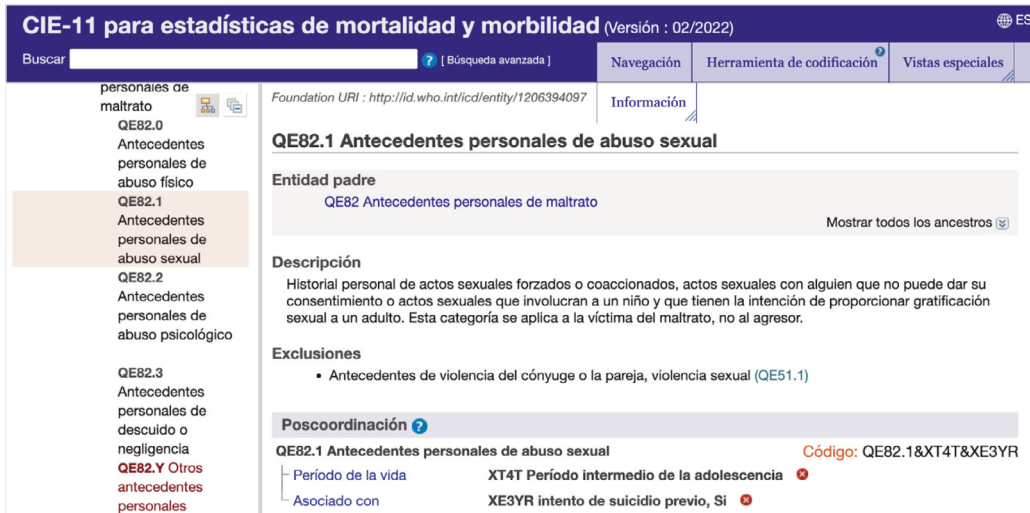 CIE-11 para estadísticas de mortalidad y morbilidad (Versión : 02/2022)
ES
Buscar
? [ Búsqueda avanzada ]
Navegación
Herramienta de codificación ?
Vistas especiales
Información
personales de
maltrato
QE82.0
Antecedentes
personales de
abuso físico
QE82.1
Antecedentes
personales de
abuso sexual
QE82.2
Antecedentes
personales de
abuso psicológico
QE82.3
Antecedentes
personales de
descuido o
negligencia
QE82.Y Otros
antecedentes
personales
Foundation URI : http://id.who.int/icd/entity/1206394097
QE82.1 Antecedentes personales de abuso sexual
Entidad padre
QE82 Antecedentes personales de maltrato
Mostrar todos los ancestros
Descripción
Historial personal de actos sexuales forzados o coaccionados, actos sexuales con alguien que no puede dar su
consentimiento o actos sexuales que involucran a un niño y que tienen la intención de proporcionar gratificación
sexual a un adulto. Esta categoría se aplica a la víctima del maltrato, no al agresor.
Exclusiones
• Antecedentes de violencia del cónyuge o la pareja, violencia sexual (QE51.1)
Poscoordinación ?
QE82.1 Antecedentes personales de abuso sexual
Código: QE82.1&XT4T&XE3YR
Período de la vida XT4T Período intermedio de la adolescencia
Asociado con XE3YR intento de suicidio previo, Si